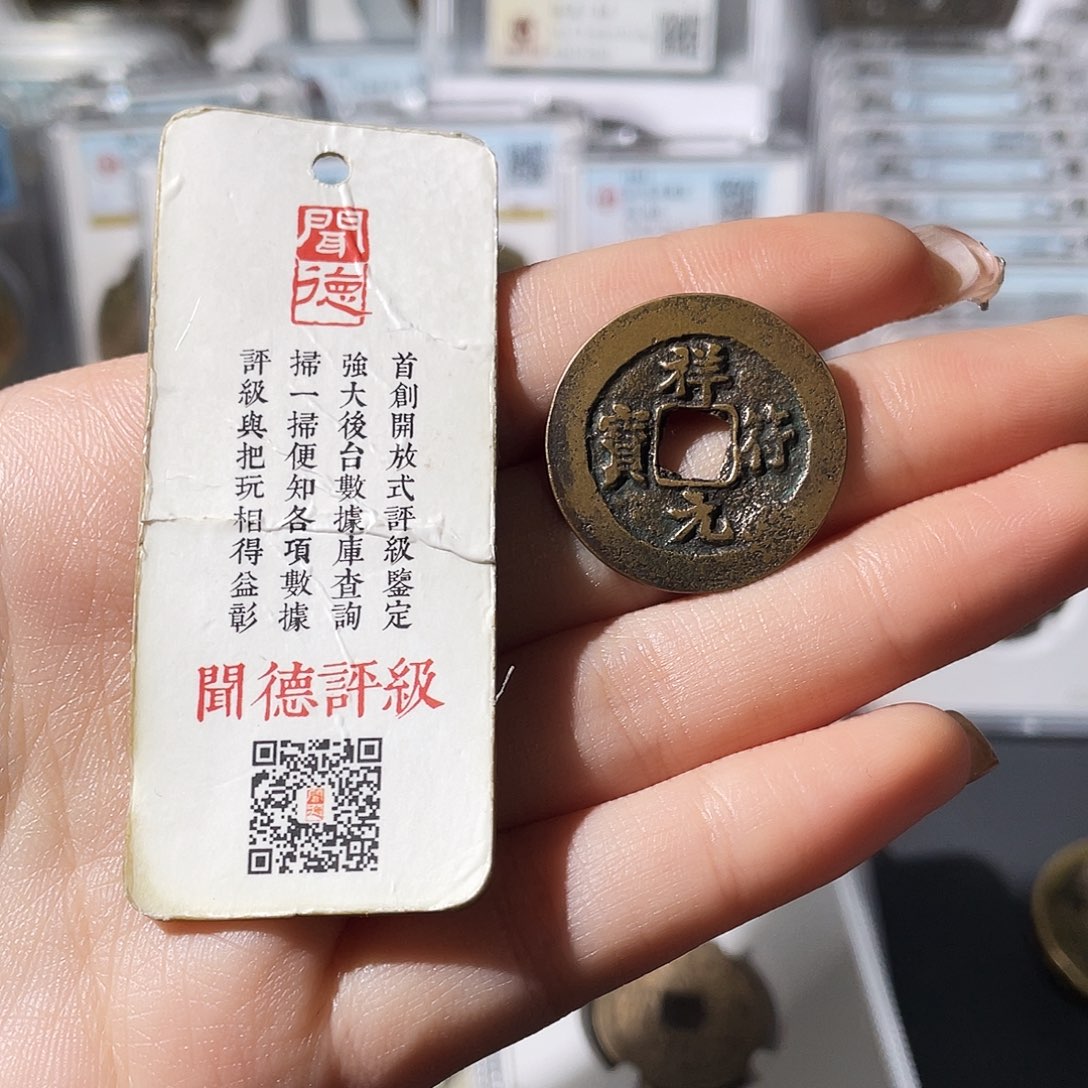 聞德
首創開放式評級鑒定
強大後台數據庫查詢
掃一掃便知各項數據
評級與把玩相得益彰
聞德評級
聞德
祥符元寶